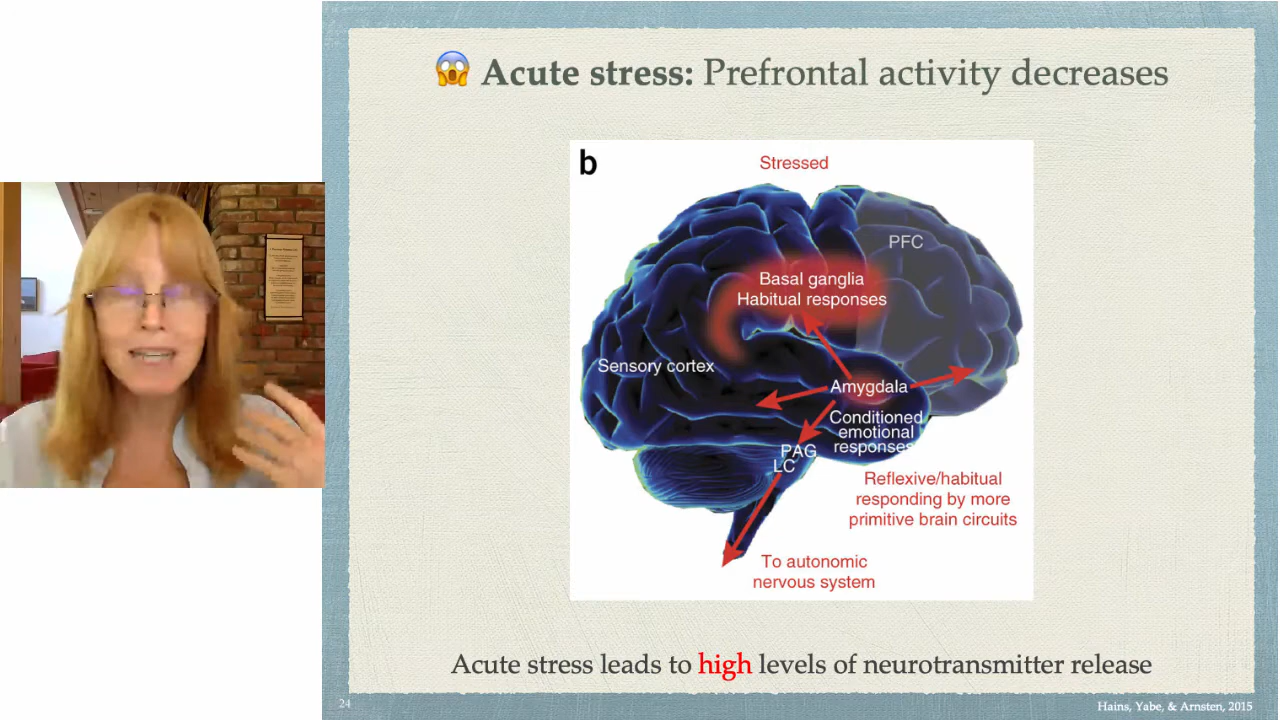 😱 Acute stress: Prefrontal activity decreases
b
Stressed
PFC
Basal ganglia
Habitual responses
Sensory cortex
Amygdala
Conditioned
emotional
responses
PAG
LC
Reflexive/habitual
responding by more
primitive brain circuits
To autonomic
nervous system
Acute stress leads to high levels of neurotransmitter release
24
Hains, Yabe, & Arnsten, 2015